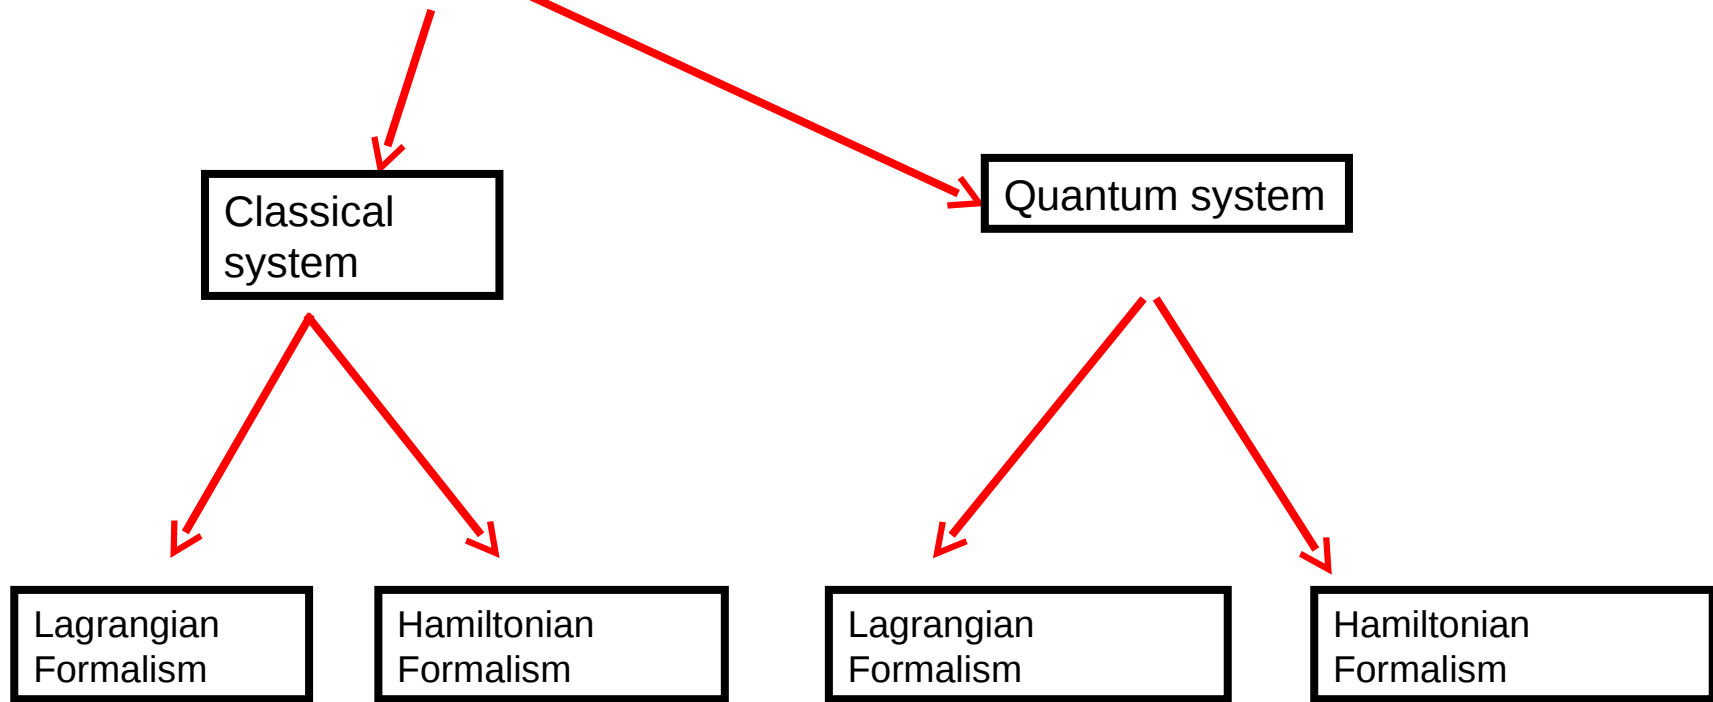 Classical
system
Quantum system
Lagrangian
Formalism
Hamiltonian
Formalism
Lagrangian
Formalism
Hamiltonian
Formalism